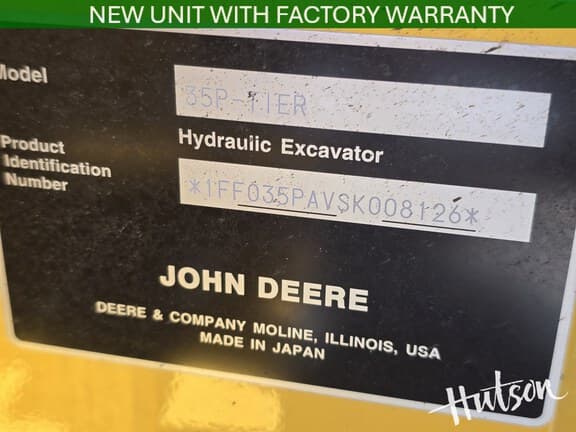 NEW UNIT WITH FACTORY WARRANTY
Model
35P-TIER
Hydraulic Excavator
Product
Identification
Number
*1FF035PAVSK008126*
JOHN DEERE
DEERE & COMPANY MOLINE, ILLINOIS, USA
MADE IN JAPAN
Hutson